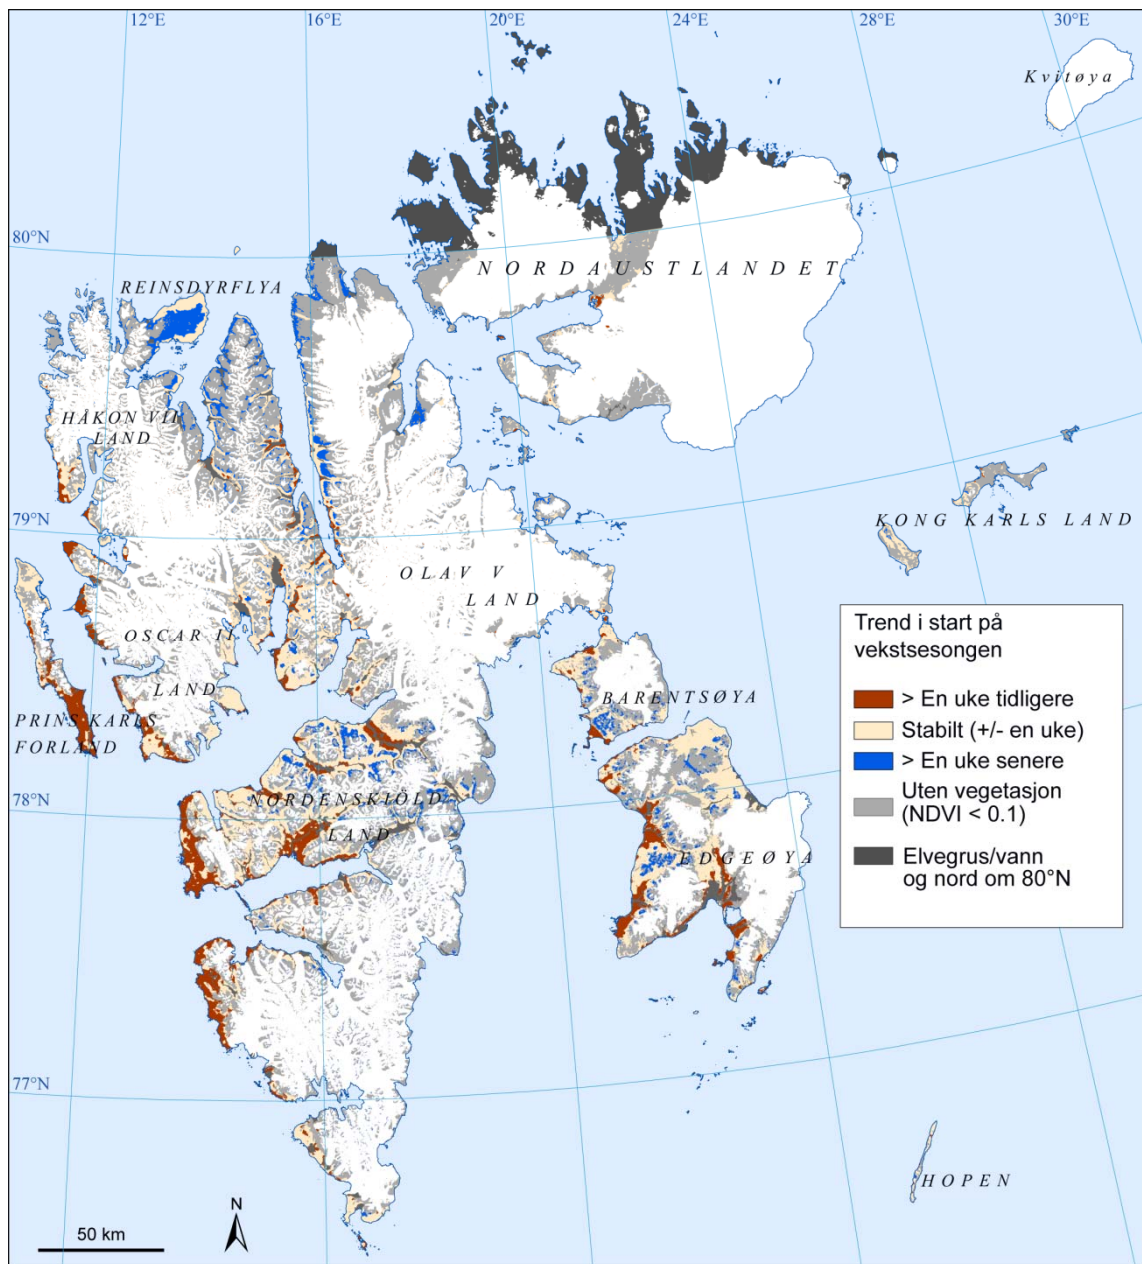 12°E
16°E
20°E
24°E
28°E
30°E
Kvitøya
80°N
NORDAUSTLANDET
REINSDYRFLYA
HÅKON VII
LAND
79°N
KONG KARLS LAND
OLAV V
LAND
OSCAR II
LAND
BARENTSØYA
PRINS KARLS
FORLAND
78°N
NORDENSKIÖLD
LAND
EDGEØYA
Trend i start på
vekstsesongen
> En uke tidligere
Stabilt (+/- en uke)
> En uke senere
Uten vegetasjon
(NDVI < 0.1)
Elvegrus/vann
og nord om 80°N
77°N
HOPEN
N
50 km